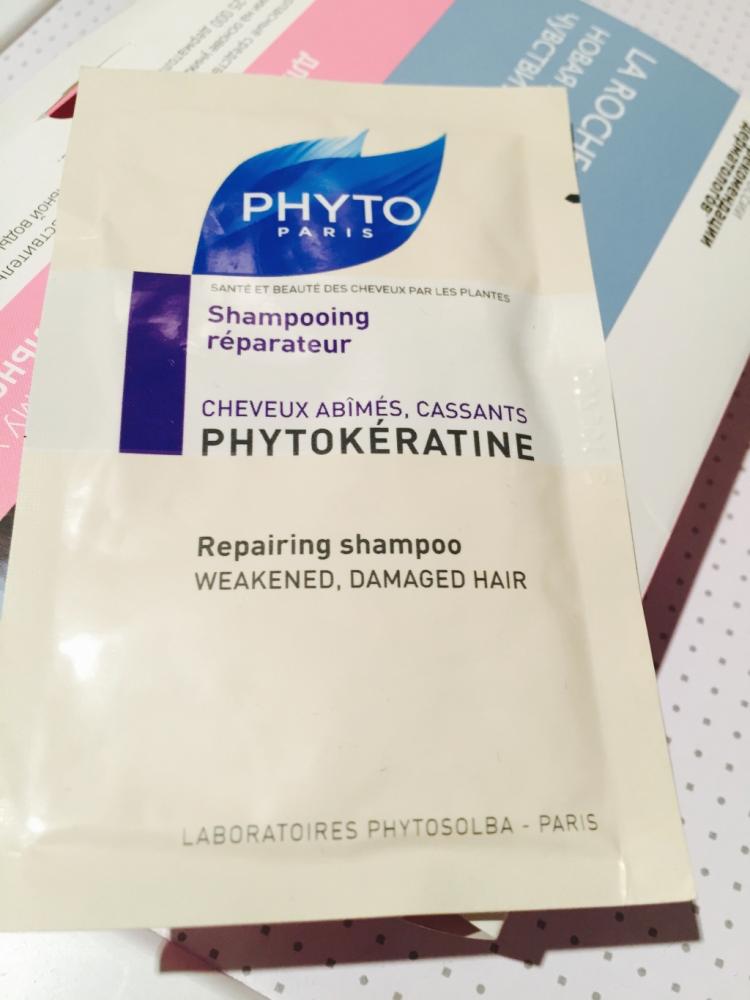 PHYTO
PARIS
SANTÉ ET BEAUTÉ DES CHEVEUX PAR LES PLANTES
Shampooing
réparateur
CHEVEUX ABÎMÉS, CASSANTS
PHYTOKÉRATINE
Repairing shampoo
WEAKENED, DAMAGED HAIR
LABORATOIRES PHYTOSOLBA - PARIS
LA ROCHE
НОВАЯ
дерматологов